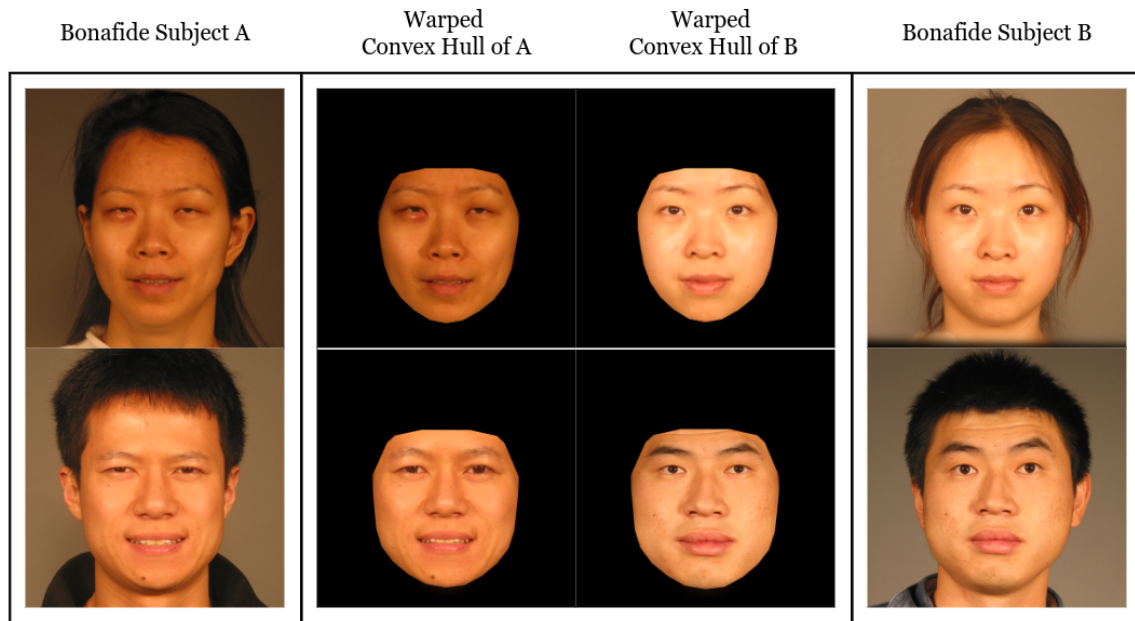 Bonafide Subject A
Warped
Convex Hull of A
Warped
Convex Hull of B
Bonafide Subject B